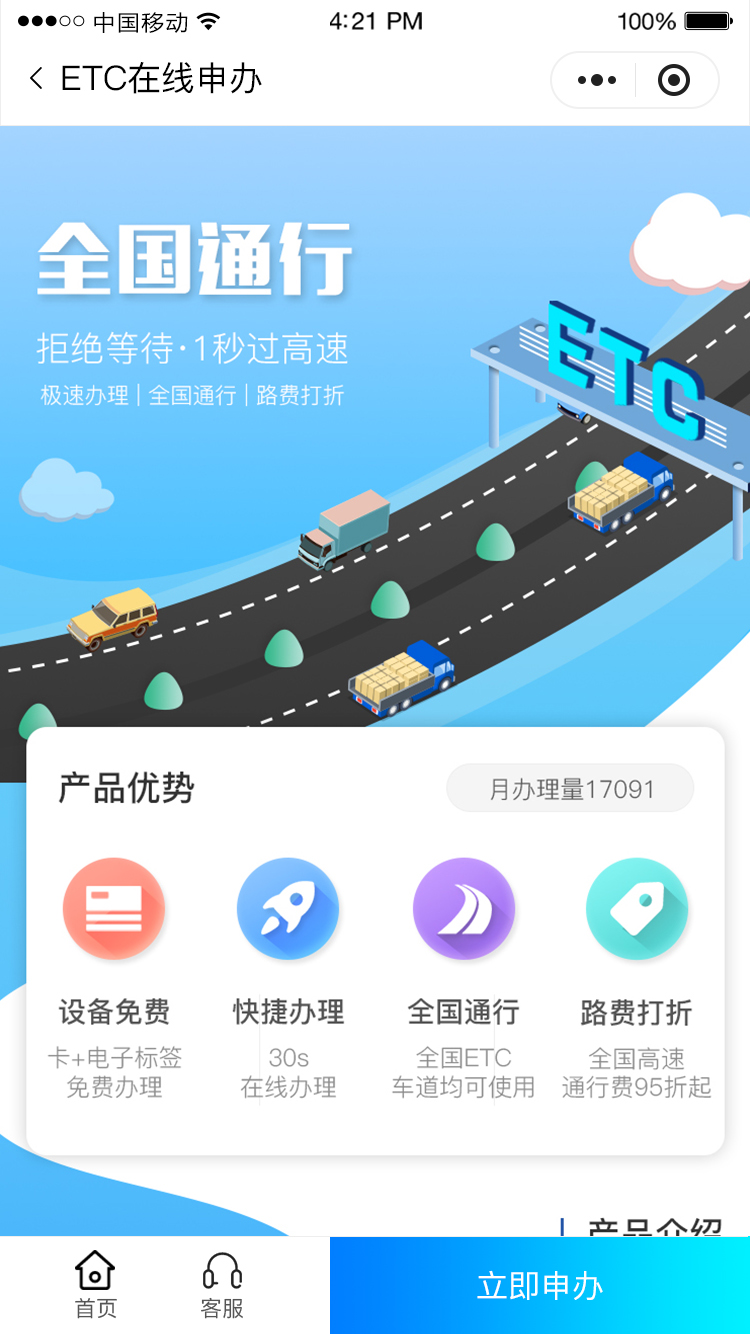 中国移动 4:21 PM 100%
ETC在线申办
全国通行
拒绝等待·1秒过高速
极速办理 | 全国通行 | 路费打折
ETC
产品优势 月办理量17091
设备免费 快捷办理 全国通行 路费打折
卡+电子标签 30s 全国ETC 全国高速
免费办理 在线办理 车道均可使用 通行费95折起
产品介绍
首页 客服 立即申办